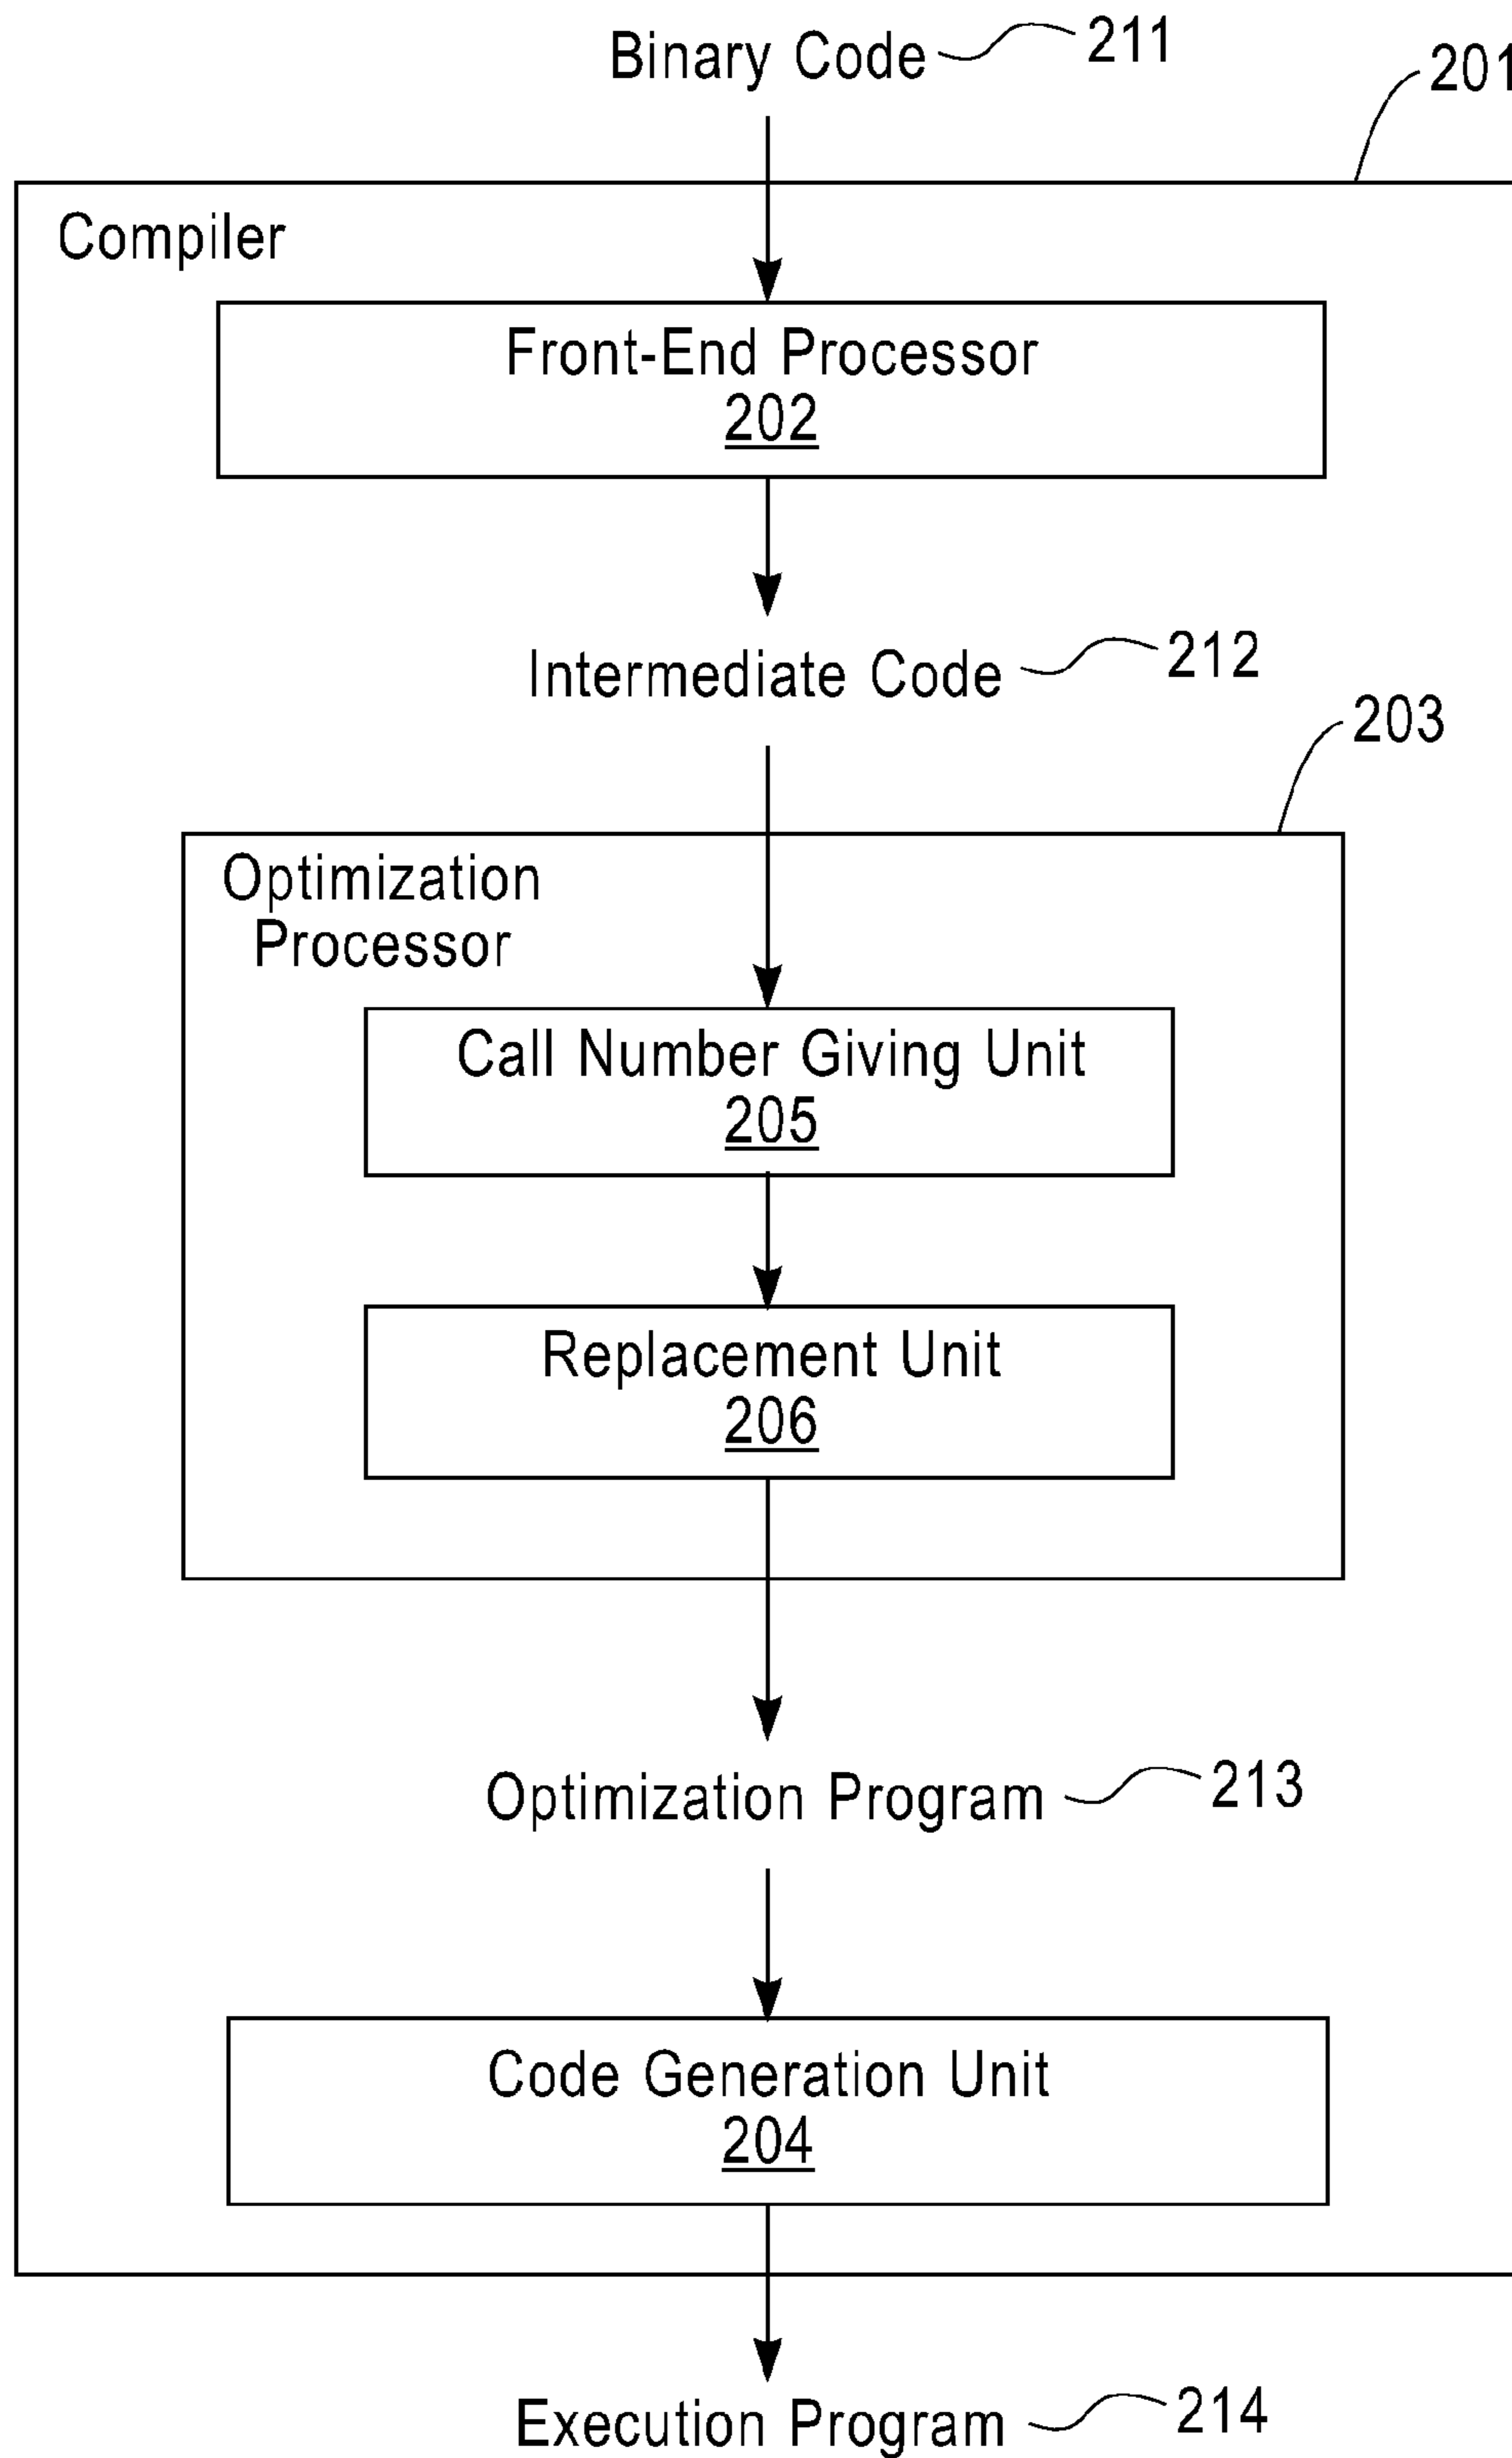 Binary Code 211
201
Compiler
Front-End Processor
202
Intermediate Code 212
203
Optimization
Processor
Call Number Giving Unit
205
Replacement Unit
206
Optimization Program 213
Code Generation Unit
204
Execution Program 214